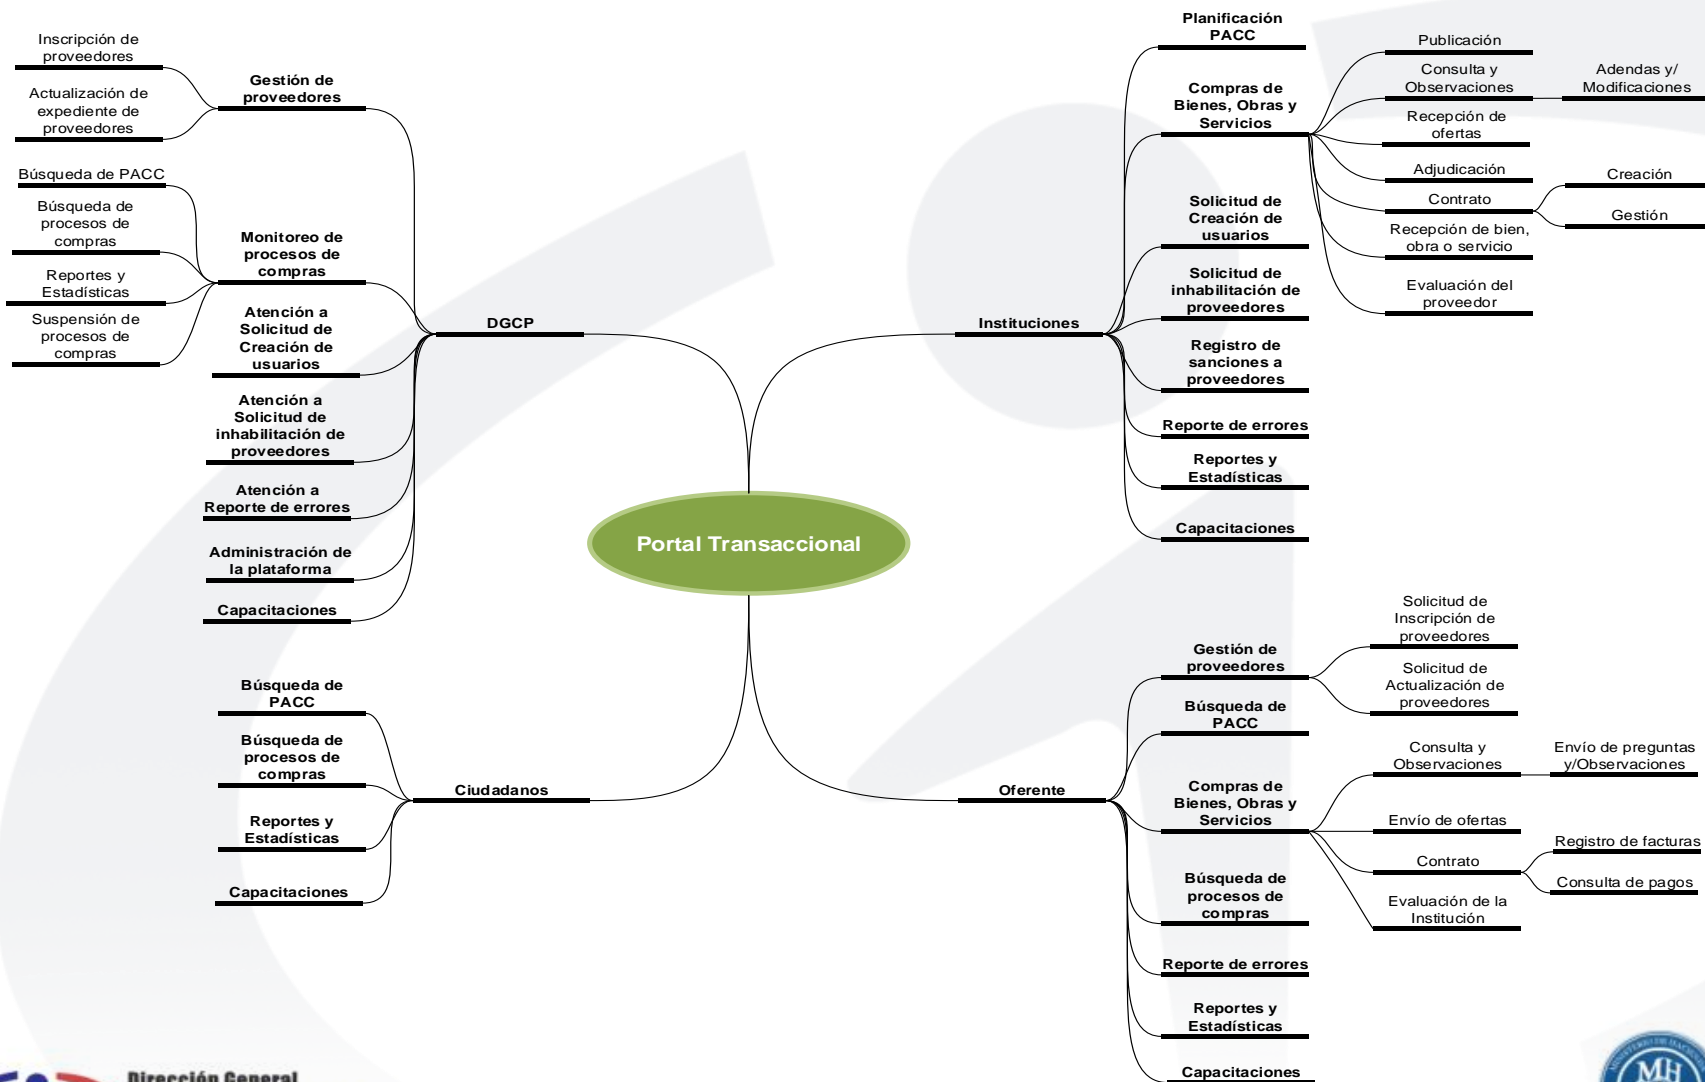 Inscripción de
proveedores
Actualización de
expediente de
proveedores
Gestión de
proveedores
Búsqueda de PACC
Búsqueda de
procesos de
compras
Reportes y
Estadísticas
Suspensión de
procesos de
compras
Monitoreo de
procesos de
compras
Atención a
Solicitud de
Creación de
usuarios
Atención a
Solicitud de
inhabilitación de
proveedores
Atención a
Reporte de errores
Administración de
la plataforma
Capacitaciones
DGCP
Búsqueda de
PACC
Búsqueda de
procesos de
compras
Reportes y
Estadísticas
Capacitaciones
Ciudadanos
Portal Transaccional
Instituciones
Planificación
PACC
Compras de
Bienes, Obras y
Servicios
Publicación
Consulta y
Observaciones
Adendas y/
Modificaciones
Recepción de
ofertas
Adjudicación
Contrato
Creación
Gestión
Recepción de bien,
obra o servicio
Evaluación del
proveedor
Solicitud de
Creación de
usuarios
Solicitud de
inhabilitación de
proveedores
Registro de
sanciones a
proveedores
Reporte de errores
Reportes y
Estadísticas
Capacitaciones
Oferente
Gestión de
proveedores
Solicitud de
Inscripción de
proveedores
Solicitud de
Actualización de
proveedores
Búsqueda de
PACC
Compras de
Bienes, Obras y
Servicios
Consulta y
Observaciones
Envío de preguntas
y/Observaciones
Envío de ofertas
Contrato
Registro de facturas
Consulta de pagos
Evaluación de la
Institución
Búsqueda de
procesos de
compras
Reporte de errores
Reportes y
Estadísticas
Capacitaciones
Dirección General
MH